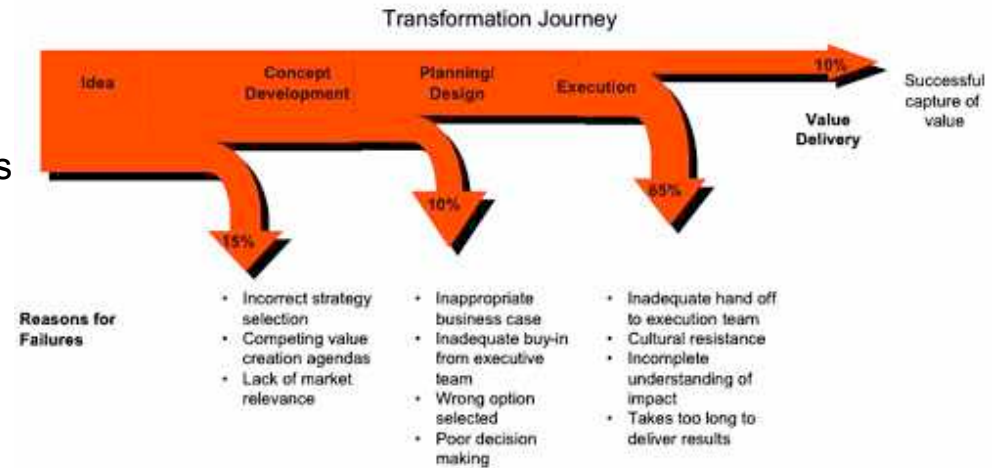 Transformation Journey
Idea
Concept
Development
Planning/
Design
Execution
10%
Successful
capture of
value
Value
Delivery
s
15%
10%
65%
Reasons for
Failures
• Incorrect strategy
selection
• Competing value
creation agendas
• Lack of market
relevance
• Inappropriate
business case
• Inadequate buy-in
from executive
team
• Wrong option
selected
• Poor decision
making
• Inadequate hand off
to execution team
• Cultural resistance
• Incomplete
understanding of
impact
• Takes too long to
deliver results